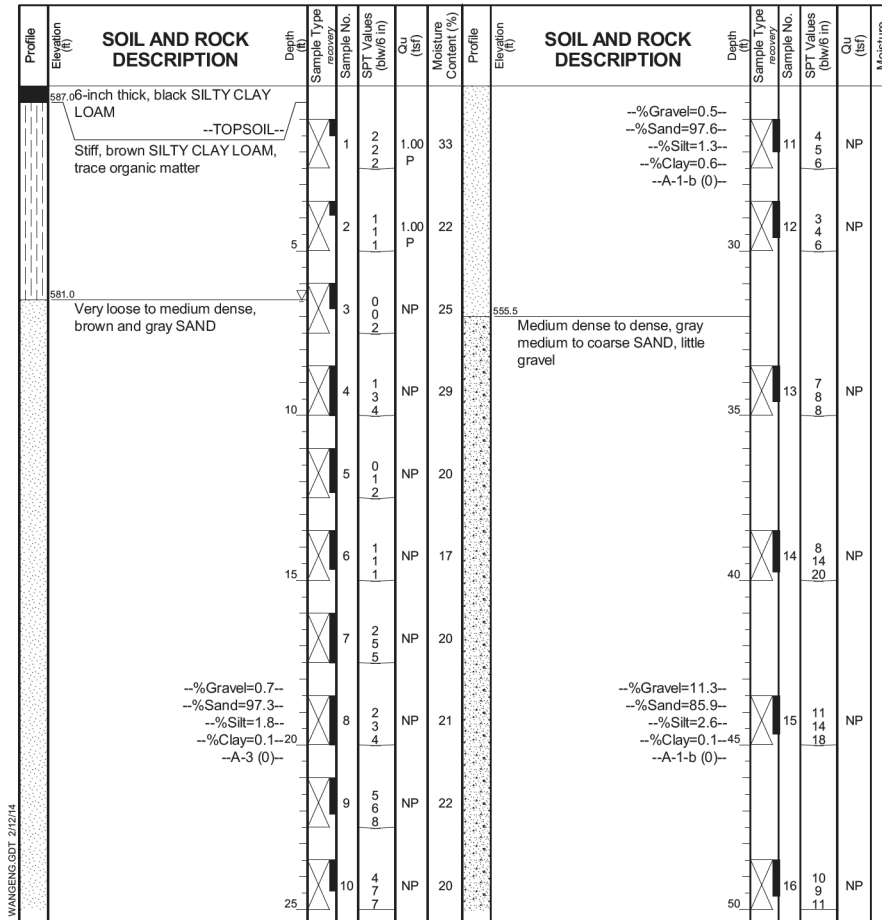 Profile
Elevation (ft)
SOIL AND ROCK
DESCRIPTION
Depth (ft)
Sample Type
recovery
Sample No.
SPT Values (blw/6 in)
Qu (tsf)
Moisture Content (%)
587.0 6-inch thick, black SILTY CLAY
LOAM
--TOPSOIL--
Stiff, brown SILTY CLAY LOAM,
trace organic matter
1
2
2
2
1.00
P
33
5
2
1
1
1
1.00
P
22
581.0
Very loose to medium dense,
brown and gray SAND
3
0
0
2
NP
25
10
4
1
3
4
NP
29
5
0
1
2
NP
20
15
6
1
1
1
NP
17
7
2
5
5
NP
20
--%Gravel=0.7--
--%Sand=97.3--
--%Silt=1.8--
--%Clay=0.1--20
--A-3 (0)--
8
2
3
4
NP
21
9
5
6
8
NP
22
25
10
4
7
7
NP
20
Profile
Elevation (ft)
SOIL AND ROCK
DESCRIPTION
Depth (ft)
Sample Type
recovery
Sample No.
SPT Values (blw/6 in)
Qu (tsf)
Moisture
--%Gravel=0.5--
--%Sand=97.6--
--%Silt=1.3--
--%Clay=0.6--
--A-1-b (0)--
11
4
5
6
NP
30
12
3
4
6
NP
555.5
Medium dense to dense, gray
medium to coarse SAND, little
gravel
35
13
7
8
8
NP
40
14
8
14
20
NP
--%Gravel=11.3--
--%Sand=85.9--
--%Silt=2.6--
--%Clay=0.1--45
--A-1-b (0)--
15
11
14
18
NP
50
16
10
9
11
NP
WANGENG.GDT 2/12/14